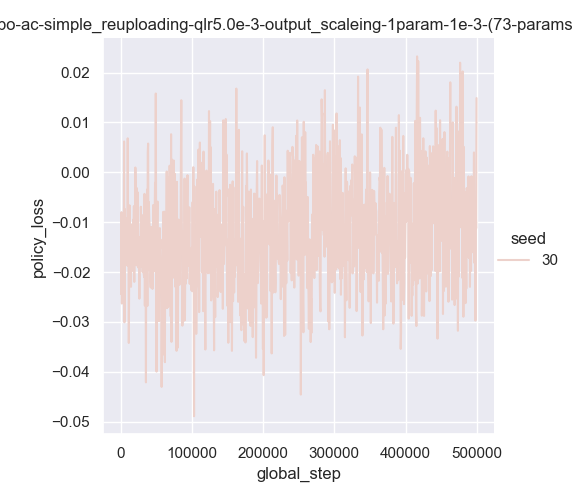 po-ac-simple_reuploading-qlr5.0e-3-output_scaleing-1param-1e-3-(73-params
0.02
0.01
0.00
−0.01
−0.02
−0.03
−0.04
−0.05
policy_loss
0 100000 200000 300000 400000 500000
global_step
seed
30